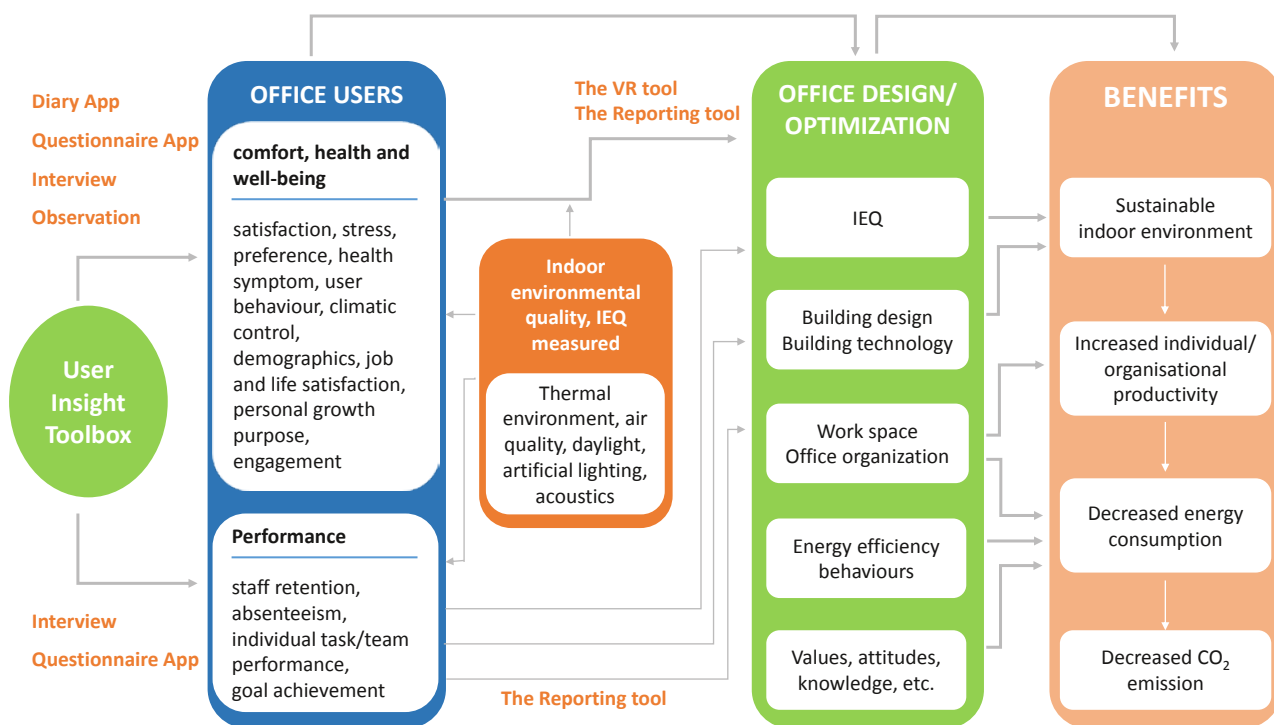 Diary App
Questionnaire App
Interview
Observation
User
Insight
Toolbox
Interview
Questionnaire App
OFFICE USERS
comfort, health and
well-being
satisfaction, stress,
preference, health
symptom, user
behaviour, climatic
control,
demographics, job
and life satisfaction,
personal growth
purpose,
engagement
Performance
staff retention,
absenteeism,
individual task/team
performance,
goal achievement
The VR tool
The Reporting tool
Indoor
environmental
quality, IEQ
measured
Thermal
environment, air
quality, daylight,
artificial lighting,
acoustics
The Reporting tool
OFFICE DESIGN/
OPTIMIZATION
IEQ
Building design
Building technology
Work space
Office organization
Energy efficiency
behaviours
Values, attitudes,
knowledge, etc.
BENEFITS
Sustainable
indoor environment
Increased individual/
organisational
productivity
Decreased energy
consumption
Decreased CO₂
emission